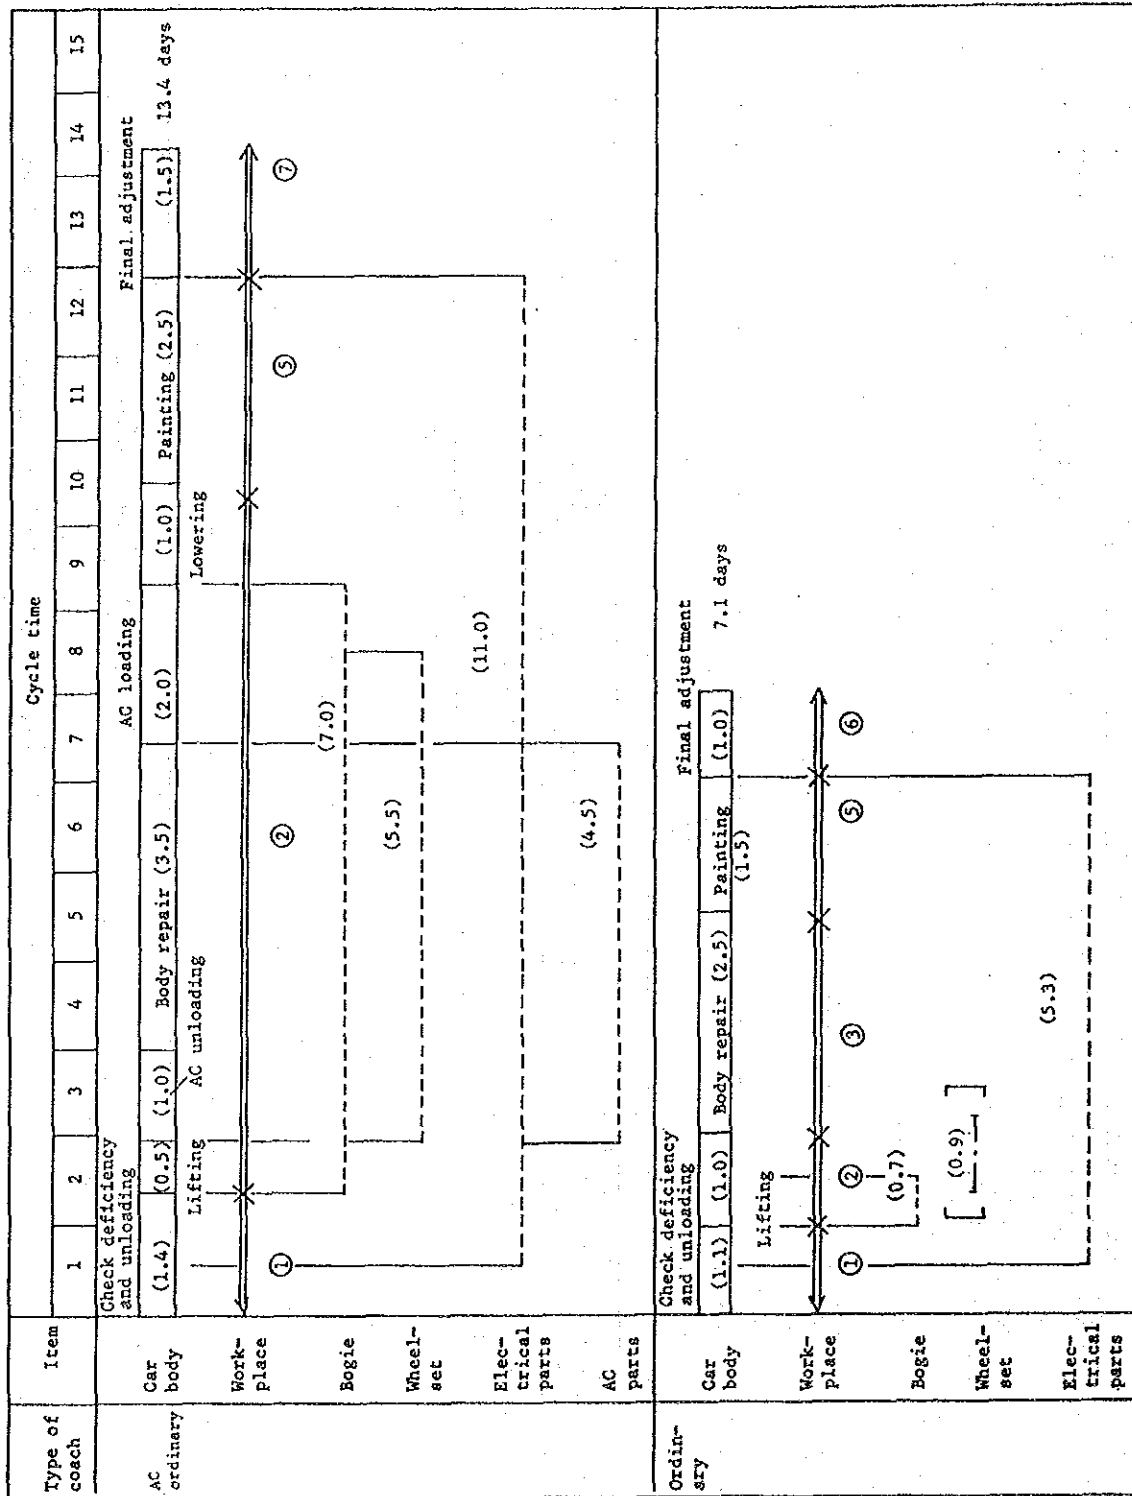 Type of coach
Item
Cycle time
1 2 3 4 5 6 7 8 9 10 11 12 13 14 15
AC ordinary
Car body
Check deficiency and unloading
Final adjustment
(1.4) (0.5) (1.0) Body repair (3.5) (2.0) (1.0) Painting (2.5) (1.5) 13.4 days
AC unloading
AC loading
Lifting
Lowering
Work-
place
① ② ⑤ ⑦
Bogie
(7.0)
Wheel-
set
(5.5)
Elec-
trical
parts
(11.0)
AC
parts
(4.5)
Ordin-
ary
Car
body
Check deficiency
and unloading
Final adjustment
(1.1) (1.0) Body repair (2.5) Painting (1.5) (1.0) 7.1 days
Lifting
Work-
place
① ② ③ ⑤ ⑥
Bogie
(0.7)
Wheel-
set
(0.9)
Elec-
trical
parts
(5.3)